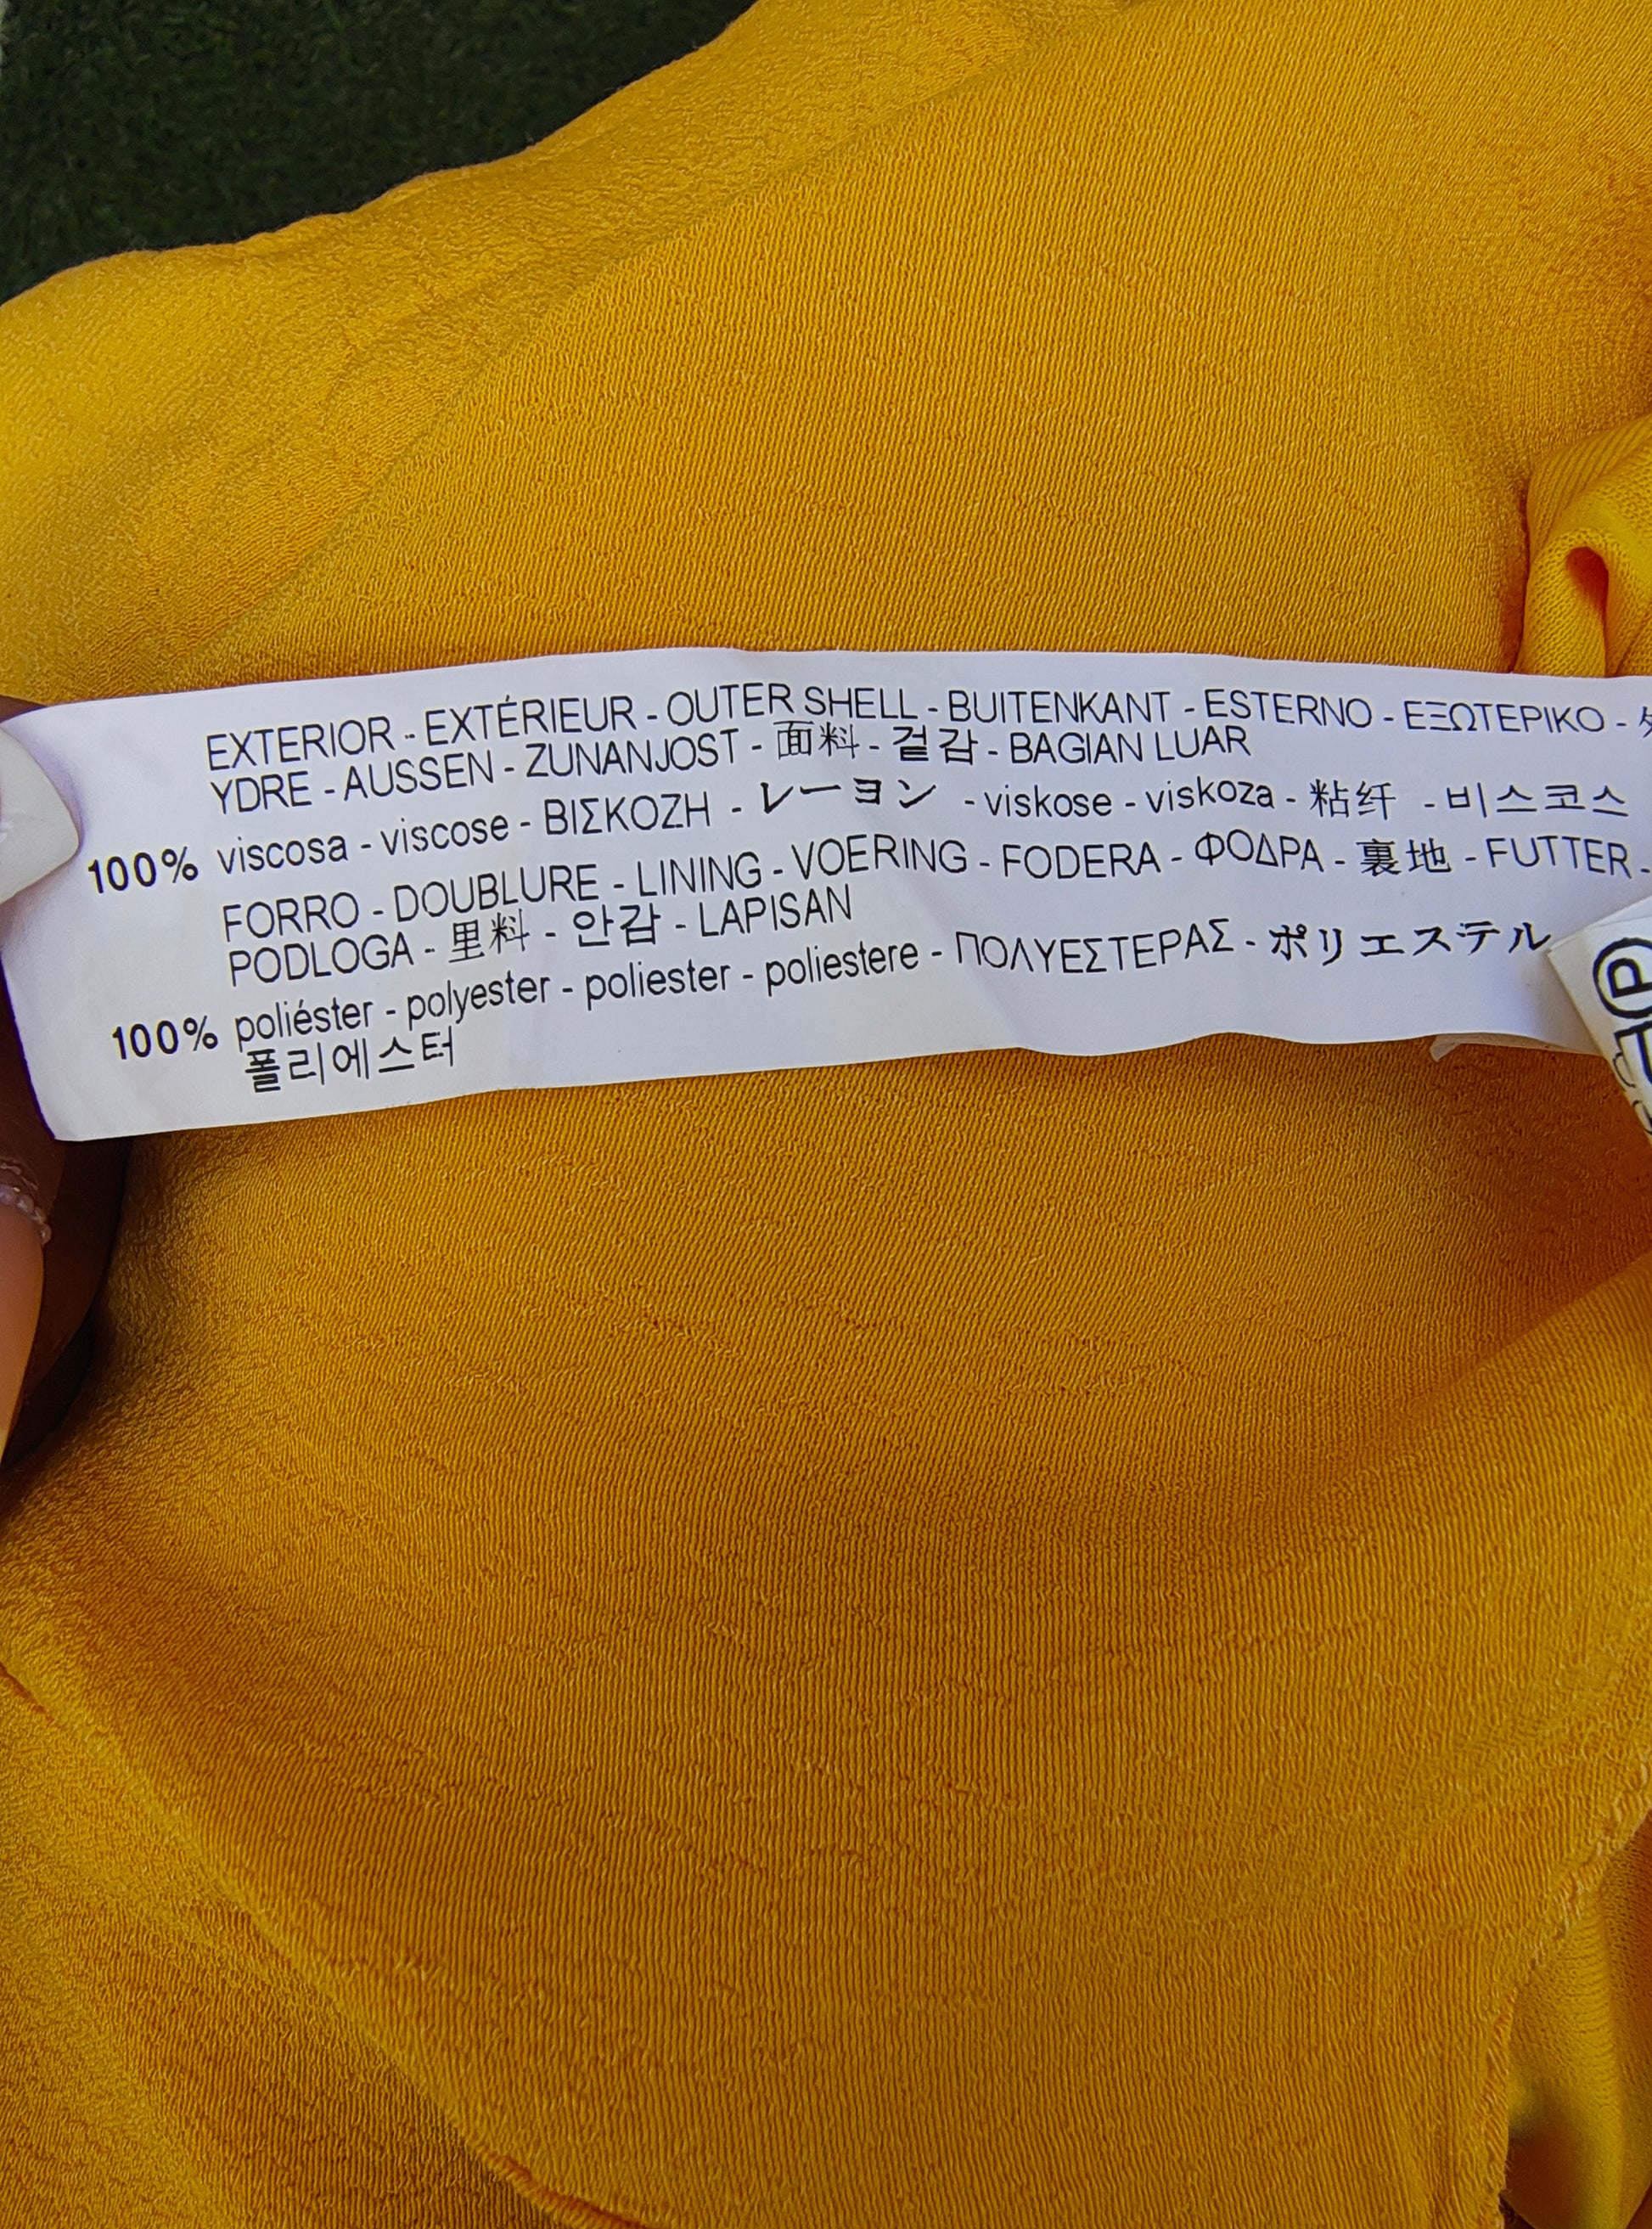 EXTERIOR - EXTÉRIEUR - OUTER SHELL - BUITENKANT - ESTERNO - ΕΞΩΤΕΡΙΚΟ -
YDRE - AUSSEN - ZUNANJOST - 面料 - 겉감 - BAGIAN LUAR
100% viscosa - viscose - ΒΙΣΚΟΖΗ - レーヨン - viskose - viskoza - 粘纤 - 비스코스
FORRO - DOUBLURE - LINING - VOERING - FODERA - ΦΟΔΡΑ - 裏地 - FUTTER -
PODLOGA - 里料 - 안감 - LAPISAN
100% poliéster - polyester - poliester - poliestere - ΠΟΛΥΕΣΤΕΡΑΣ - ポリエステル
폴리에스터
P